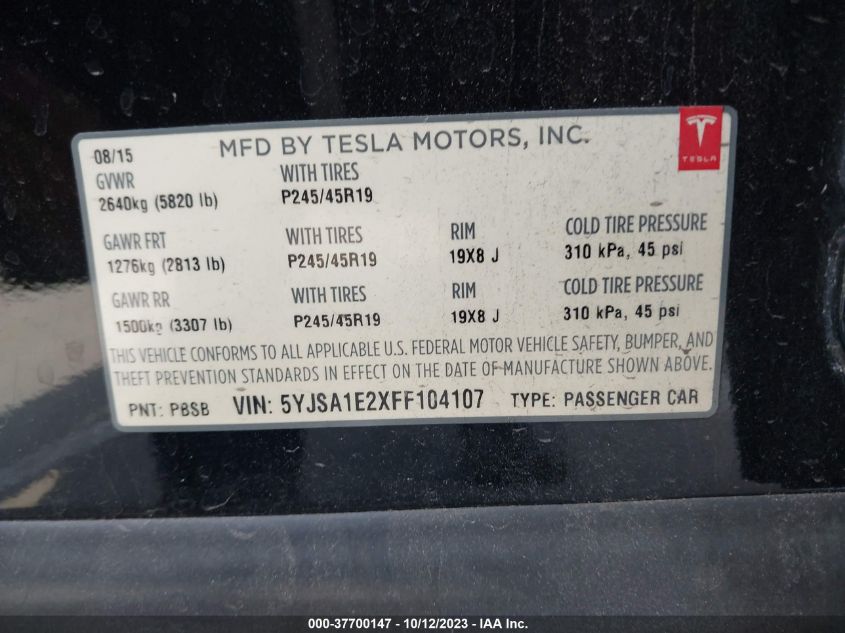 08/15 MFD BY TESLA MOTORS, INC.
TESLA
GVWR WITH TIRES
2640kg (5820 lb) P245/45R19
GAWR FRT WITH TIRES RIM COLD TIRE PRESSURE
1276kg (2813 lb) P245/45R19 19X8 J 310 kPa, 45 psi
GAWR RR WITH TIRES RIM COLD TIRE PRESSURE
1500kg (3307 lb) P245/45R19 19X8 J 310 kPa, 45 psi
THIS VEHICLE CONFORMS TO ALL APPLICABLE U.S. FEDERAL MOTOR VEHICLE SAFETY, BUMPER, AND
THEFT PREVENTION STANDARDS IN EFFECT ON THE DATE OF MANUFACTURE SHOWN ABOVE.
PNT: PBSB VIN: 5YJSA1E2XFF104107 TYPE: PASSENGER CAR
000-37700147 - 10/12/2023 - IAA Inc.